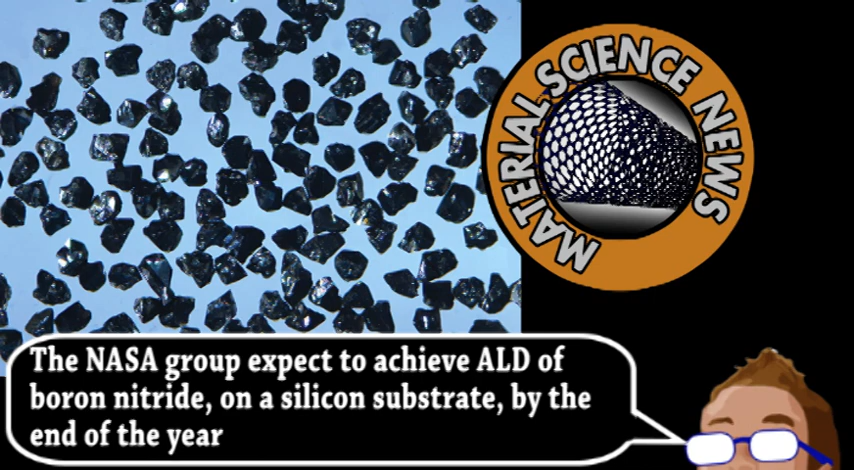 MATERIAL SCIENCE NEWS
The NASA group expect to achieve ALD of
boron nitride, on a silicon substrate, by the
end of the year